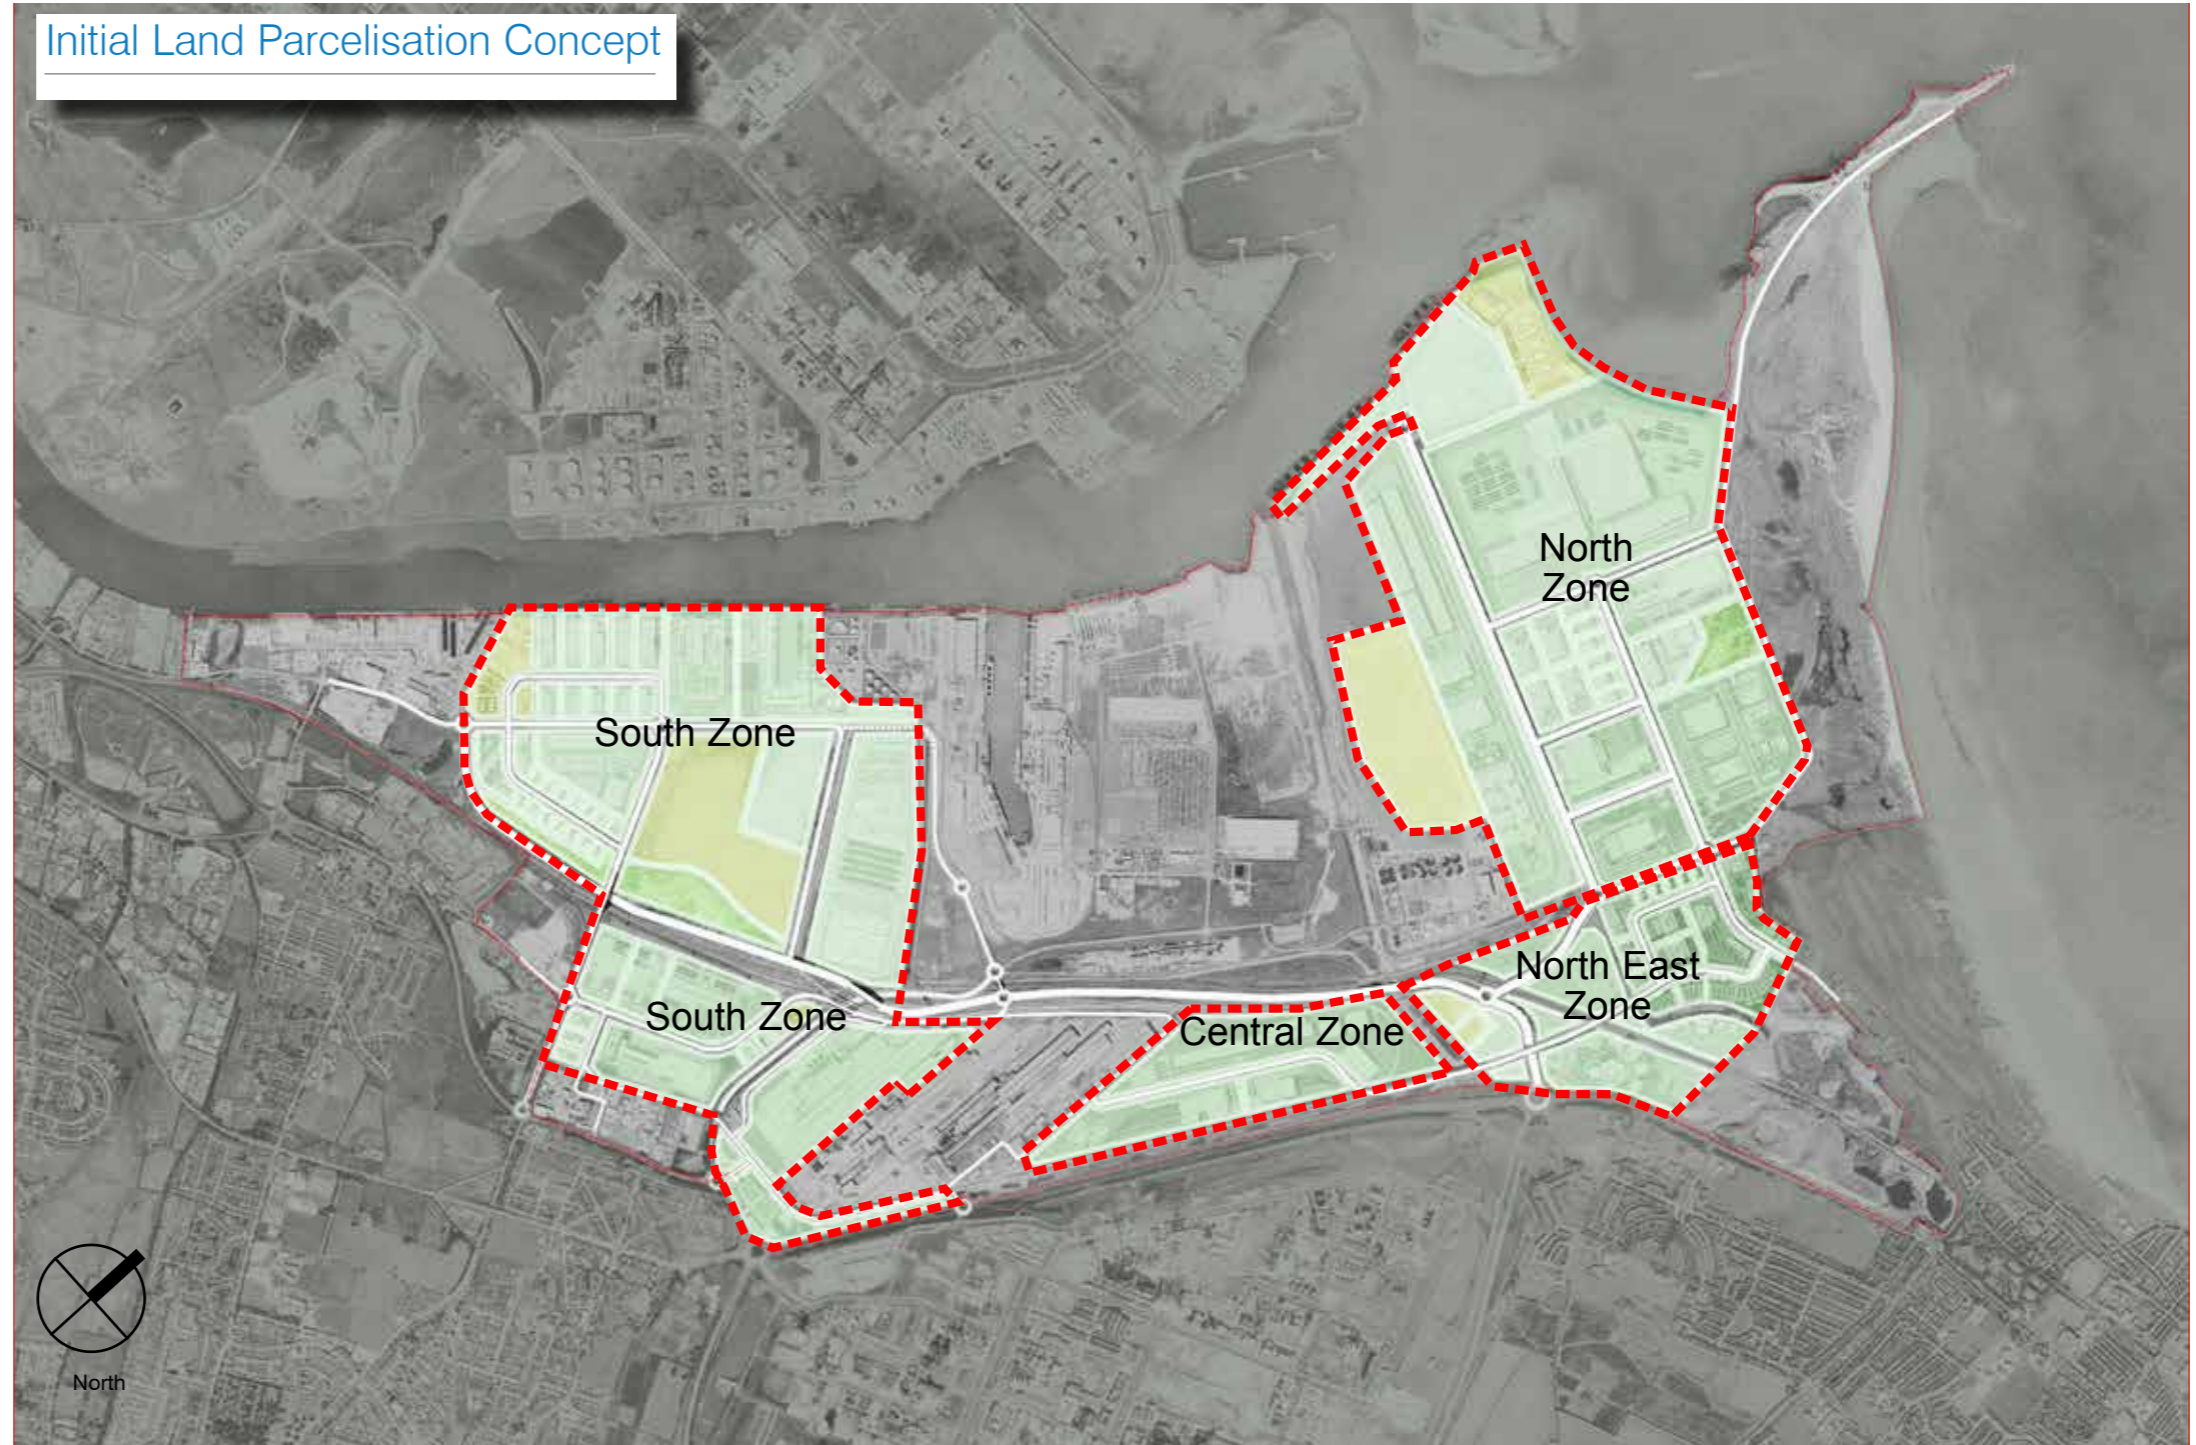 Initial Land Parcelisation Concept
North
Zone
South Zone
North East
Zone
South Zone
Central Zone
North